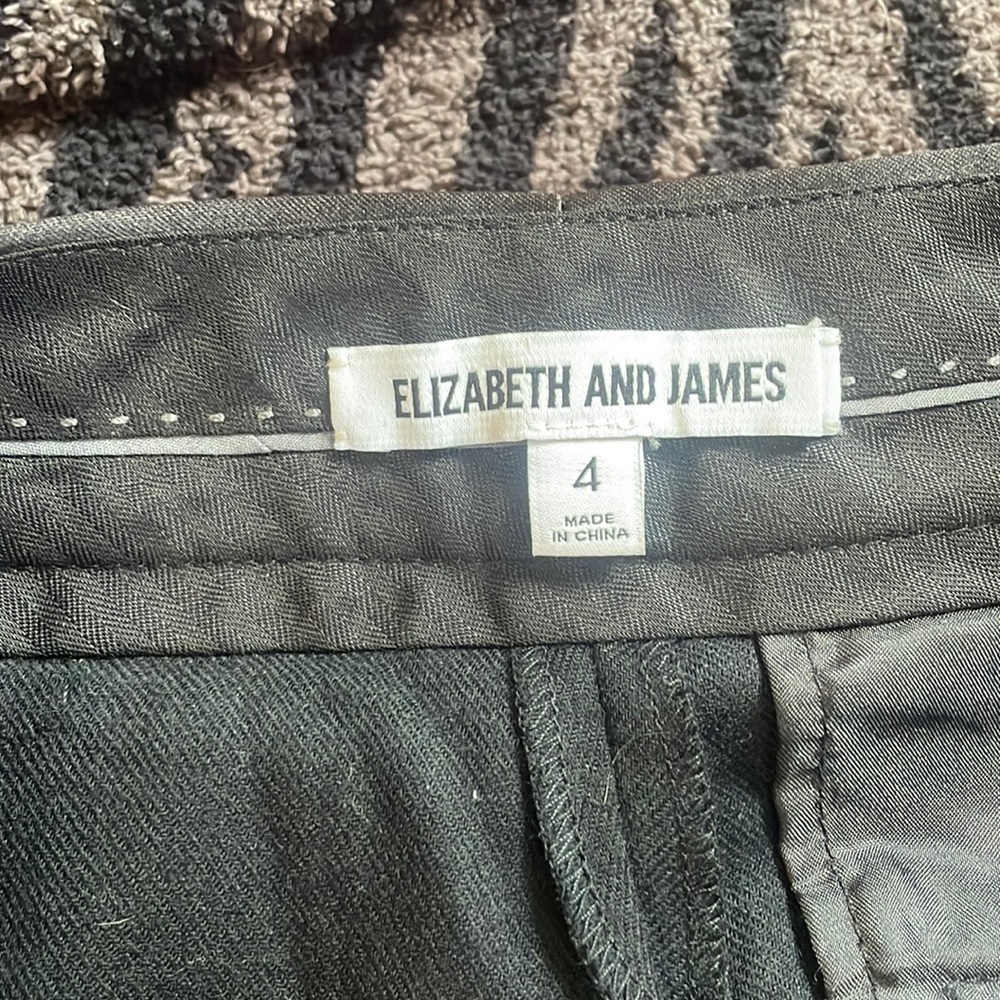 ELIZABETH AND JAMES
4
MADE
IN CHINA